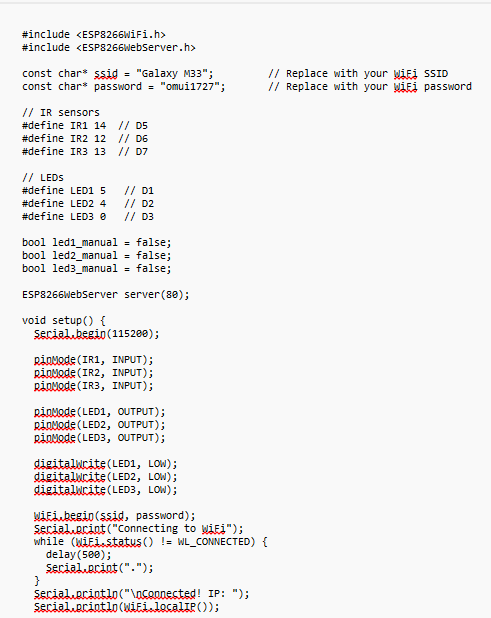 #include <ESP8266WiFi.h>
#include <ESP8266WebServer.h>
const char* ssid = "Galaxy M33";         // Replace with your WiFi SSID
const char* password = "omui1727";       // Replace with your WiFi password
// IR sensors
#define IR1 14  // D5
#define IR2 12  // D6
#define IR3 13  // D7
// LEDs
#define LED1 5   // D1
#define LED2 4   // D2
#define LED3 0   // D3
bool led1_manual = false;
bool led2_manual = false;
bool led3_manual = false;
ESP8266WebServer server(80);
void setup() {
  Serial.begin(115200);
  pinMode(IR1, INPUT);
  pinMode(IR2, INPUT);
  pinMode(IR3, INPUT);
  pinMode(LED1, OUTPUT);
  pinMode(LED2, OUTPUT);
  pinMode(LED3, OUTPUT);
  digitalWrite(LED1, LOW);
  digitalWrite(LED2, LOW);
  digitalWrite(LED3, LOW);
  WiFi.begin(ssid, password);
  Serial.print("Connecting to WiFi");
  while (WiFi.status() != WL_CONNECTED) {
    delay(500);
    Serial.print(".");
  }
  Serial.println("\nConnected! IP: ");
  Serial.println(WiFi.localIP());